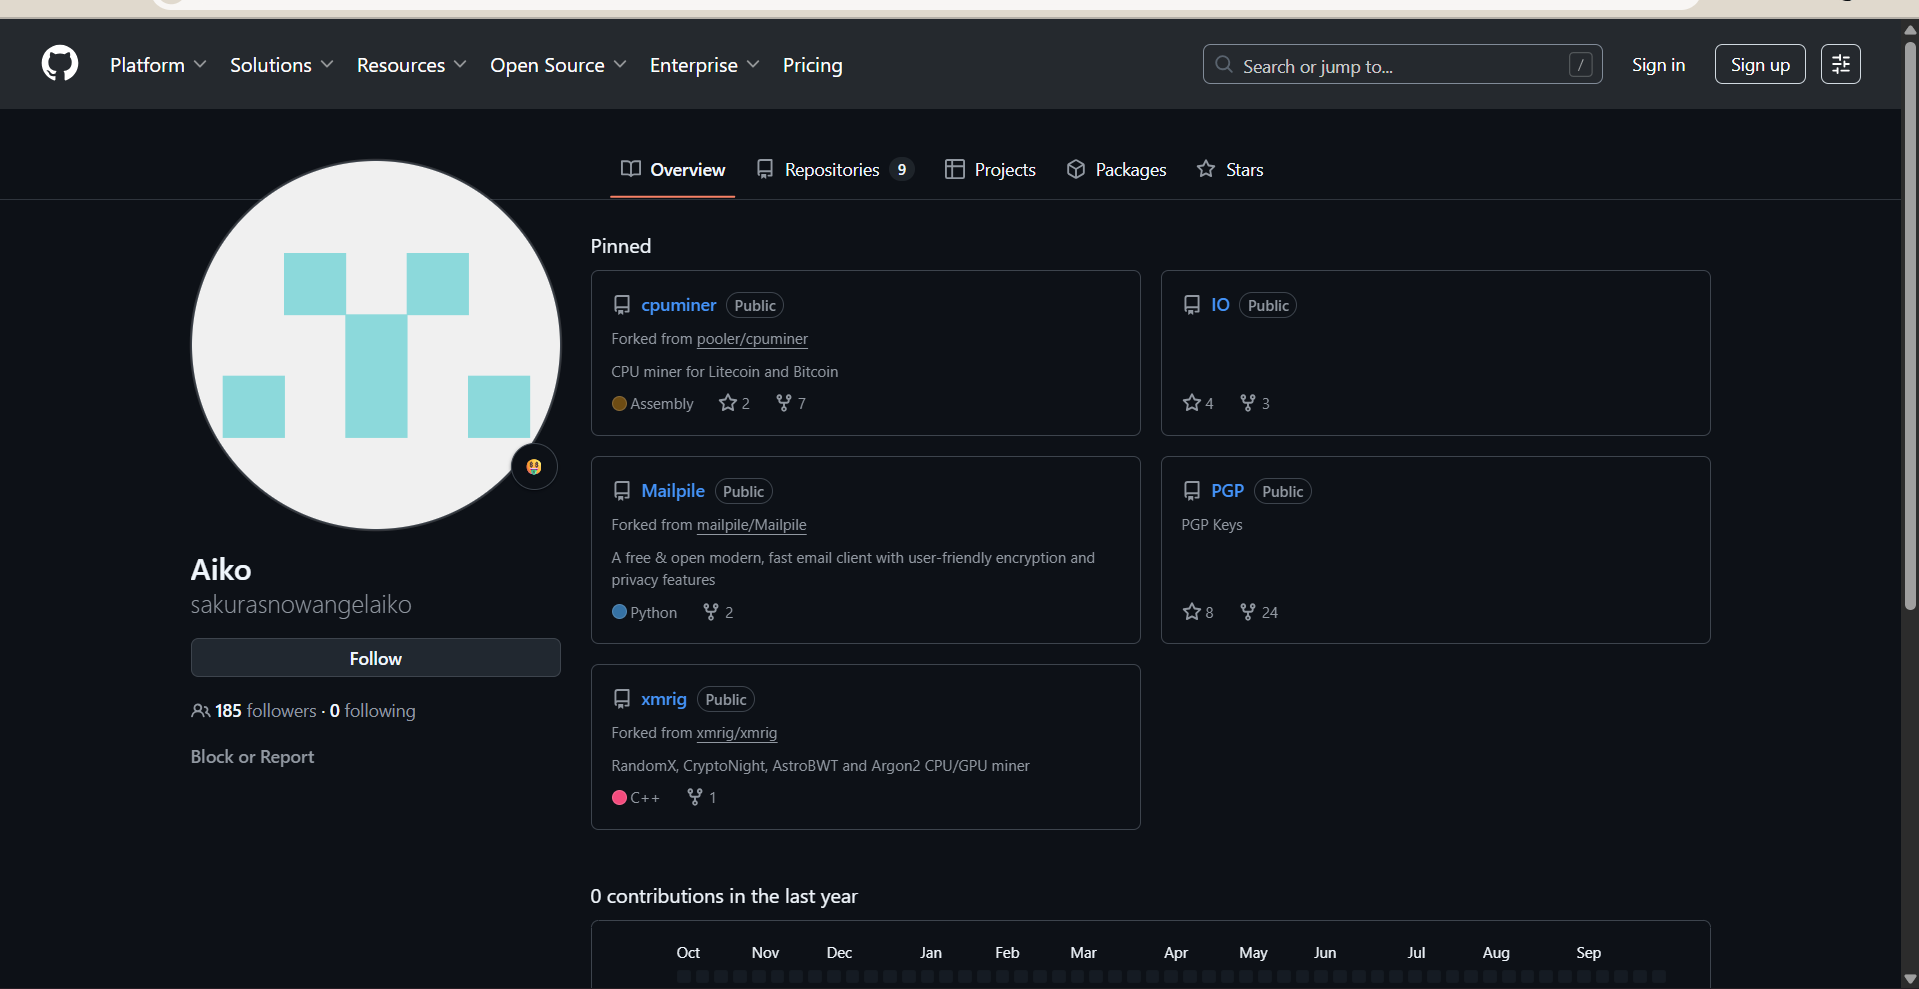 Platform Solutions Resources Open Source Enterprise Pricing Search or jump to... / Sign in Sign up
Overview Repositories 9 Projects Packages Stars
Aiko
sakurasnowangelaiko
Follow
185 followers · 0 following
Block or Report
Pinned
cpuminer Public
Forked from pooler/cpuminer
CPU miner for Litecoin and Bitcoin
Assembly 2 7
IO Public
4 3
Mailpile Public
Forked from mailpile/Mailpile
A free & open modern, fast email client with user-friendly encryption and
privacy features
Python 2
PGP Public
PGP Keys
8 24
xmrig Public
Forked from xmrig/xmrig
RandomX, CryptoNight, AstroBWT and Argon2 CPU/GPU miner
C++ 1
0 contributions in the last year
Oct Nov Dec Jan Feb Mar Apr May Jun Jul Aug Sep